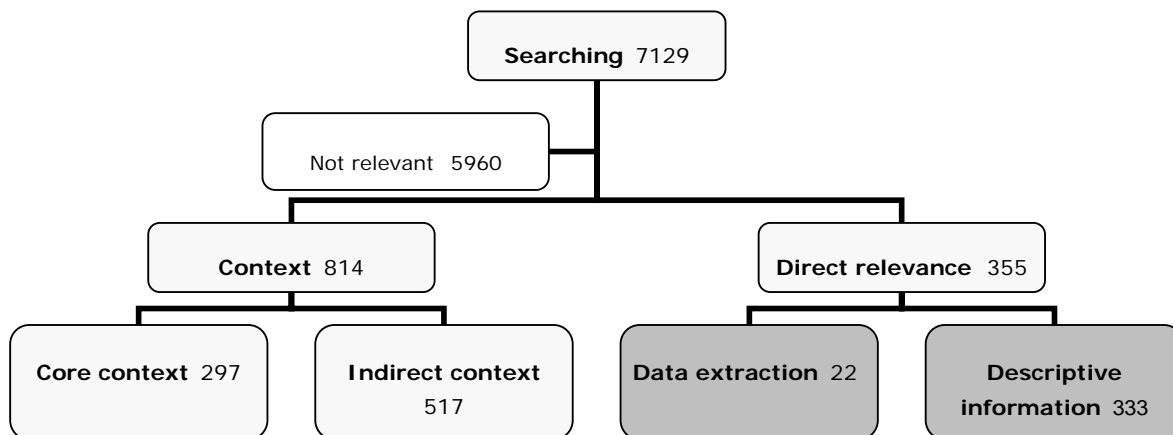 Searching 7129
Not relevant 5960
Context 814
Direct relevance 355
Core context 297
Indirect context
517
Data extraction 22
Descriptive
information 333